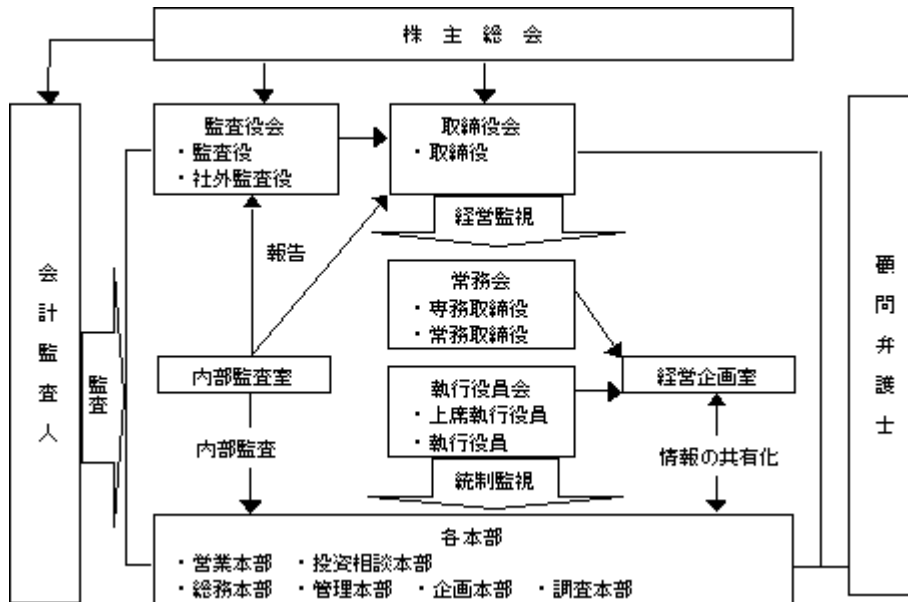 株主総会
監査役会
・監査役
・社外監査役
取締役会
・取締役
経営監視
報告
会計監査人
監査
常務会
・専務取締役
・常務取締役
顧問弁護士
内部監査室
執行役員会
・上席執行役員
・執行役員
経営企画室
内部監査
情報の共有化
統制監視
各本部
・営業本部 ・投資相談本部
・総務本部 ・管理本部 ・企画本部 ・調査本部